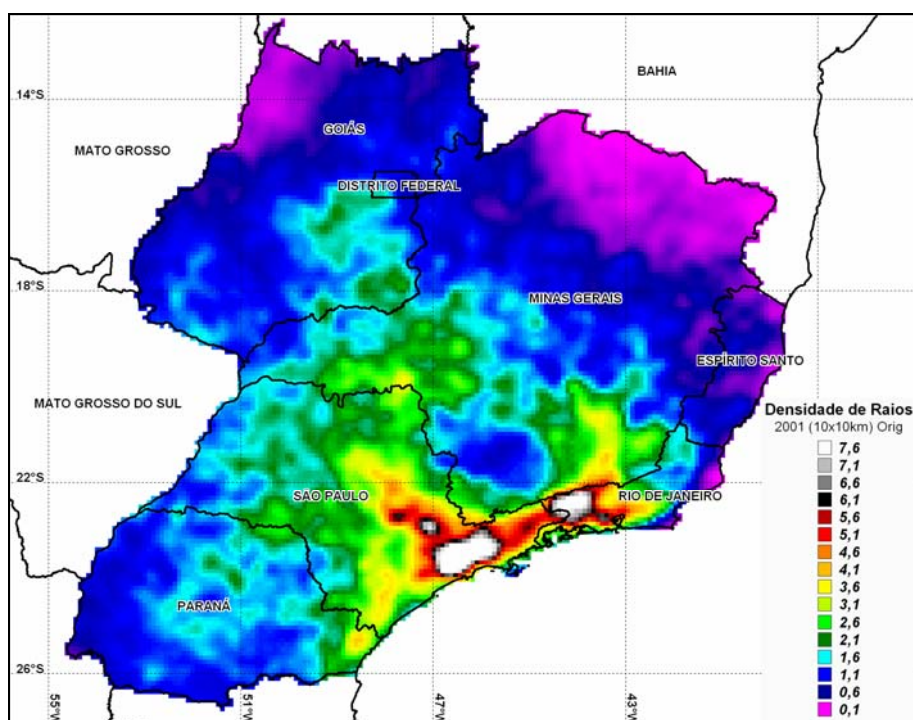 BAHIA
14°S
GOIÁS
MATO GROSSO
DISTRITO FEDERAL
18°S
MINAS GERAIS
ESPÍRITO SANTO
MATO GROSSO DO SUL
Densidade de Raios
2001 (10x10km) Orig
7,6
7,1
6,6
6,1
5,6
5,1
4,6
4,1
3,6
3,1
2,6
2,1
1,6
1,1
0,6
0,1
22°S
SÃO PAULO
RIO DE JANEIRO
PARANÁ
26°S
55°W
51°W
47°W
43°W